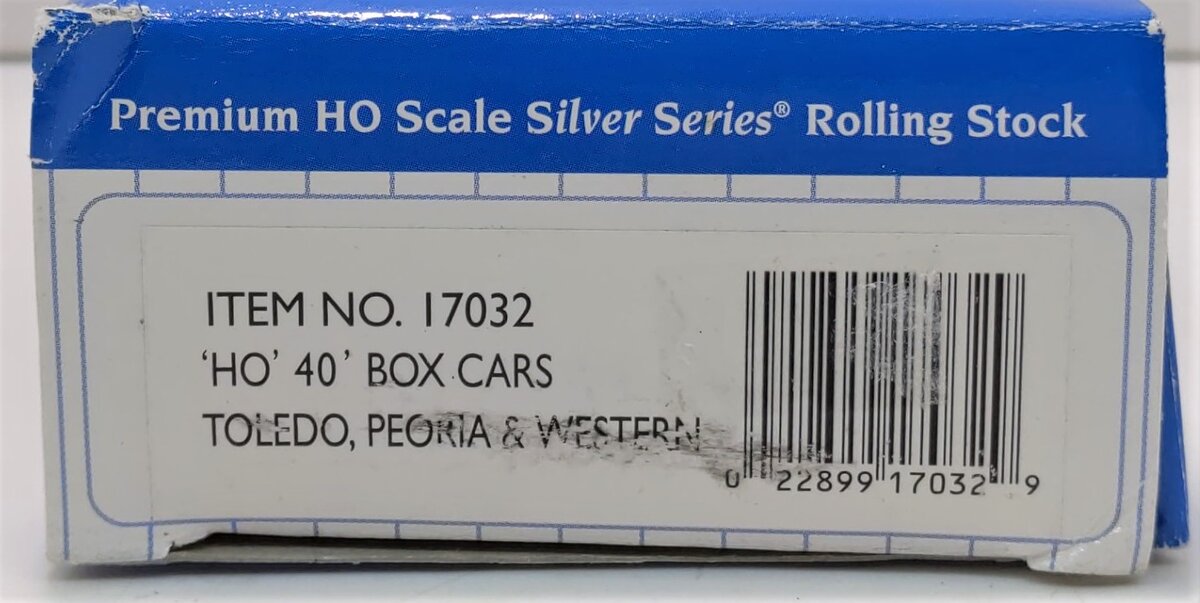 Premium HO Scale Silver Series® Rolling Stock
ITEM NO. 17032
‘HO’ 40’ BOX CARS
TOLEDO, PEORIA & WESTERN
0 22899 17032 9